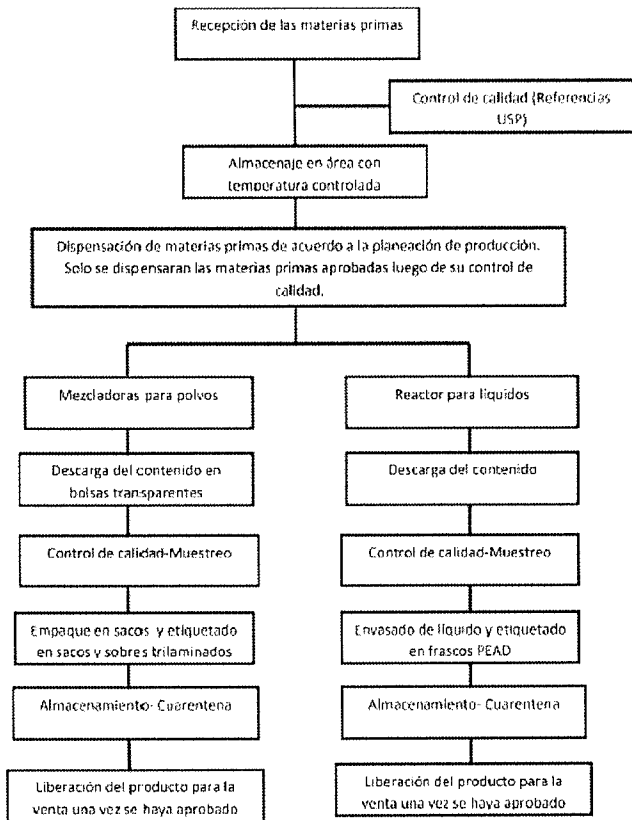 Recepción de las materias primas
Control de calidad (Referencias
USP)
Almacenaje en área con
temperatura controlada
Dispensación de materias primas de acuerdo a la planeación de producción.
Solo se dispensaran las materias primas aprobadas luego de su control de
calidad.
Mezcladoras para polvos
Descarga del contenido en
bolsas transparentes
Control de calidad-Muestreo
Empaque en sacos y etiquetado
en sacos y sobres trilaminados
Almacenamiento- Cuarentena
Liberación del producto para la
venta una vez se haya aprobado
Reactor para líquidos
Descarga del contenido
Control de calidad-Muestreo
Envasado de líquido y etiquetado
en frascos PEAD
Almacenamiento- Cuarentena
Liberación del producto para la
venta una vez se haya aprobado